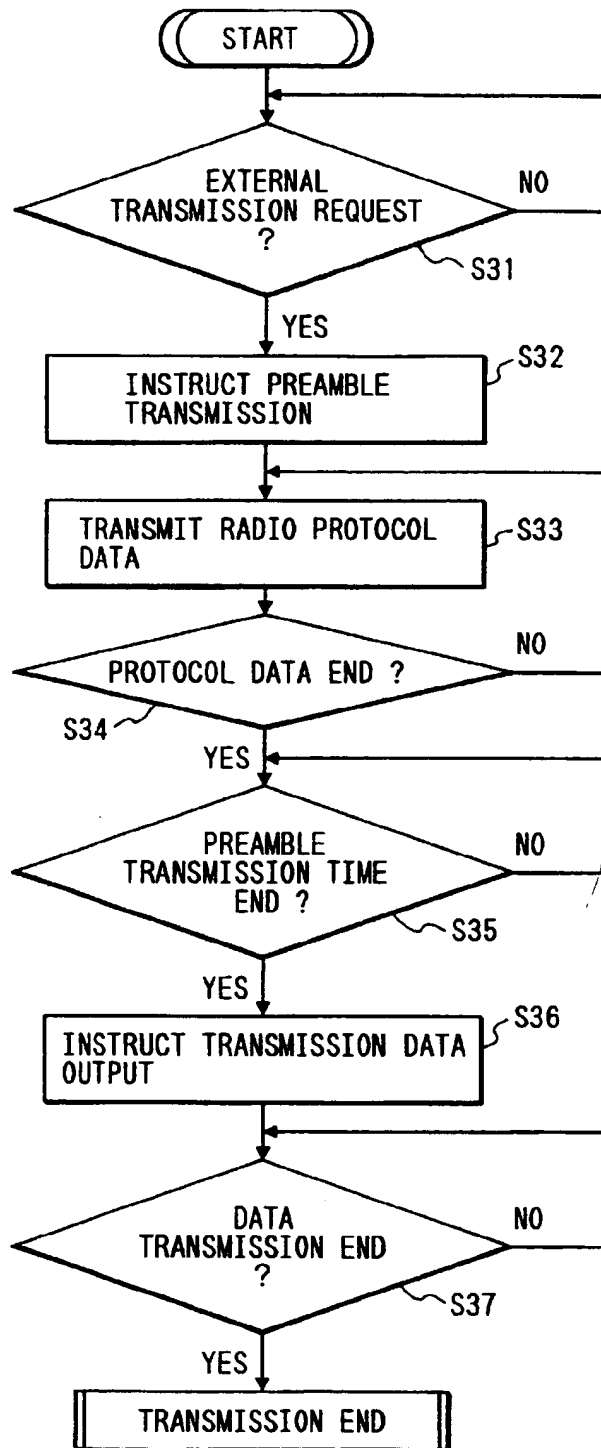 START
EXTERNAL
TRANSMISSION REQUEST
?
NO
S31
YES
S32
INSTRUCT PREAMBLE
TRANSMISSION
TRANSMIT RADIO PROTOCOL
DATA
S33
NO
PROTOCOL DATA END ?
S34
YES
PREAMBLE
TRANSMISSION TIME
END ?
NO
S35
YES
S36
INSTRUCT TRANSMISSION DATA
OUTPUT
DATA
TRANSMISSION END
?
NO
S37
YES
TRANSMISSION END